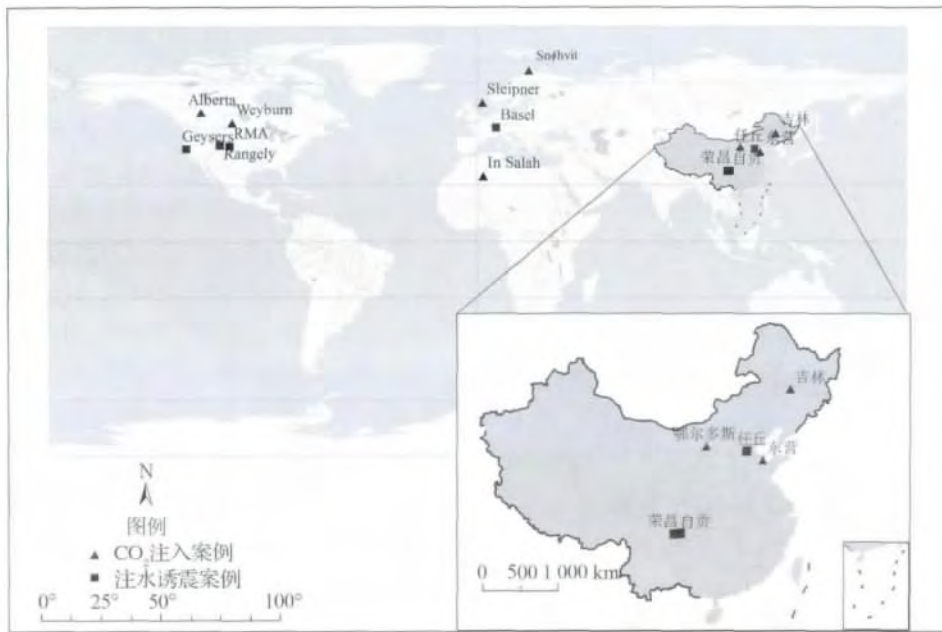 Snøhvit
Sleipner
Alberta
Weyburn
Basel
吉林
Geysers
RMA
任丘
东营
Rangely
荣昌自贡
In Salah
吉林
鄂尔多斯
任丘
东营
N
荣昌自贡
图例
▲ CO₂注入案例
■ 注水诱震案例
0 500 1 000 km
0° 25° 50° 100°